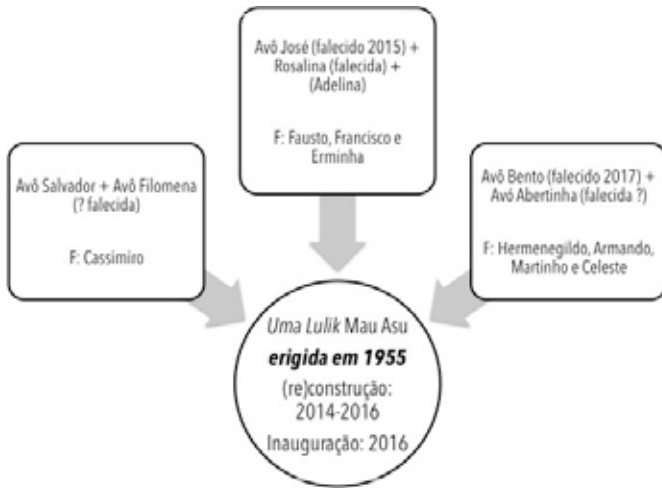 Avô José (falecido 2015) +
Rosalina (falecida) +
(Adelina)
F: Fausto, Francisco e
Erminha
Avô Salvador + Avô Filomena
(? falecida)
F: Cassimiro
Avô Bento (falecido 2017) +
Avó Abertinha (falecida ?)
F: Hermenegildo, Armando,
Martinho e Celeste
Uma Lulik Mau Asu
erigida em 1955
(re)construção:
2014-2016
Inauguração: 2016